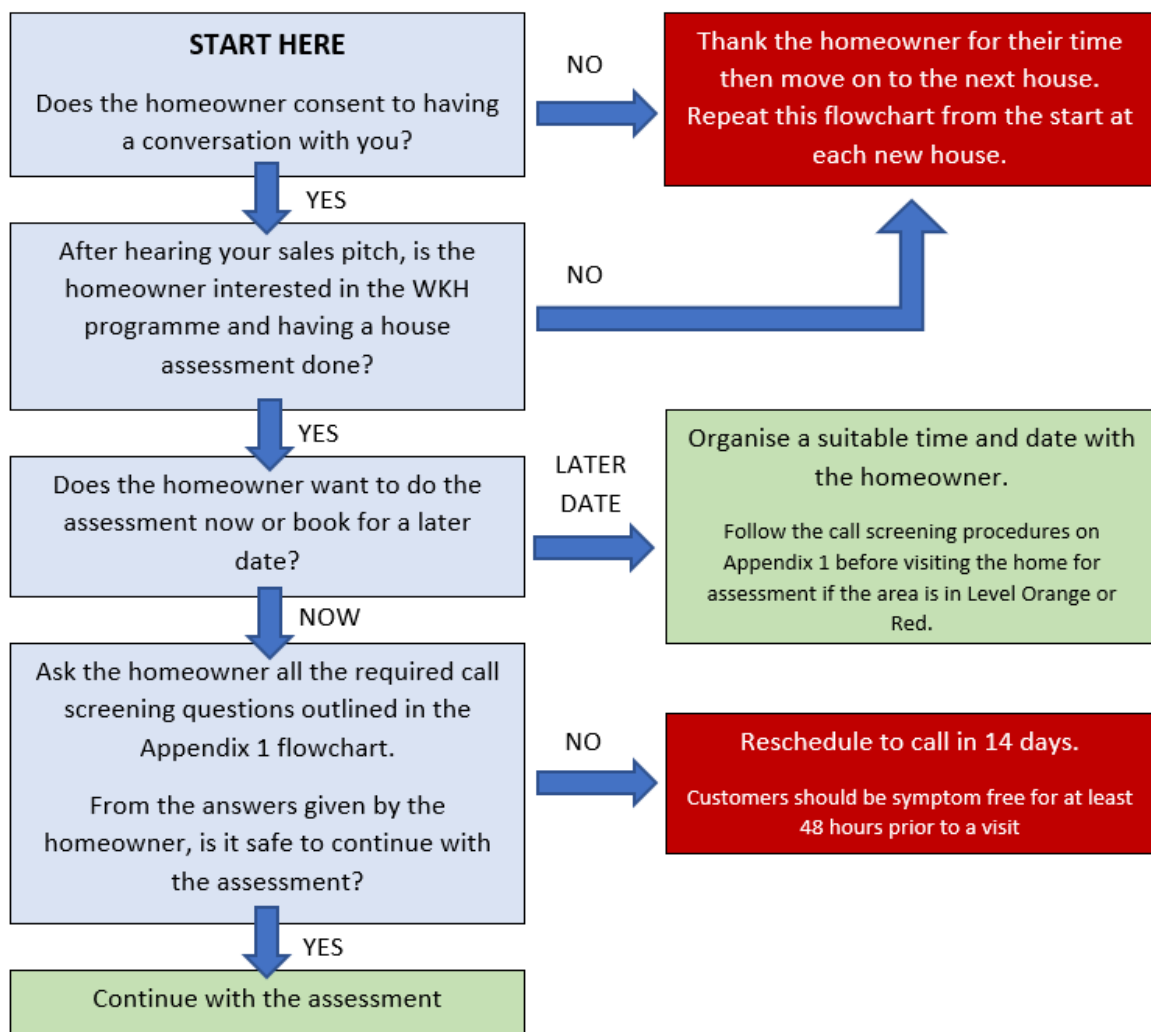 START HERE
Does the homeowner consent to having
a conversation with you?
NO
Thank the homeowner for their time
then move on to the next house.
Repeat this flowchart from the start at
each new house.
YES
After hearing your sales pitch, is the
homeowner interested in the WKH
programme and having a house
assessment done?
NO
YES
Does the homeowner want to do the
assessment now or book for a later
date?
LATER
DATE
Organise a suitable time and date with
the homeowner.
Follow the call screening procedures on
Appendix 1 before visiting the home for
assessment if the area is in Level Orange or
Red.
NOW
Ask the homeowner all the required call
screening questions outlined in the
Appendix 1 flowchart.
From the answers given by the
homeowner, is it safe to continue with
the assessment?
NO
Reschedule to call in 14 days.
Customers should be symptom free for at least
48 hours prior to a visit
YES
Continue with the assessment